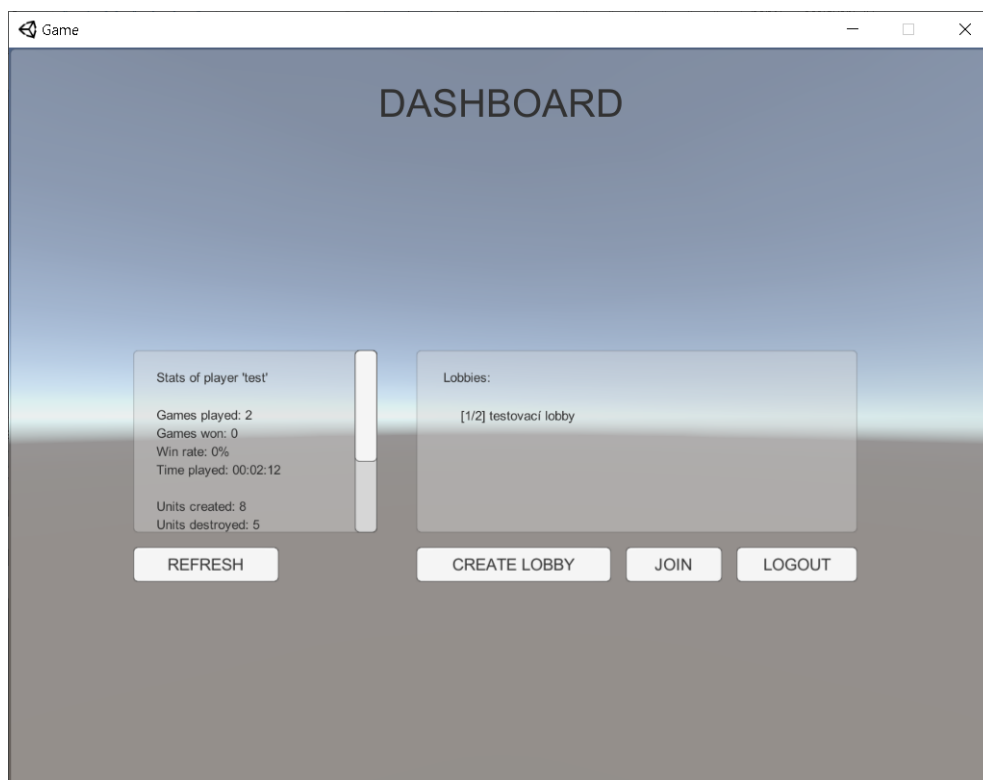 Game
DASHBOARD
Stats of player 'test'
Games played: 2
Games won: 0
Win rate: 0%
Time played: 00:02:12
Units created: 8
Units destroyed: 5
Lobbies:
[1/2] testovací lobby
REFRESH
CREATE LOBBY
JOIN
LOGOUT